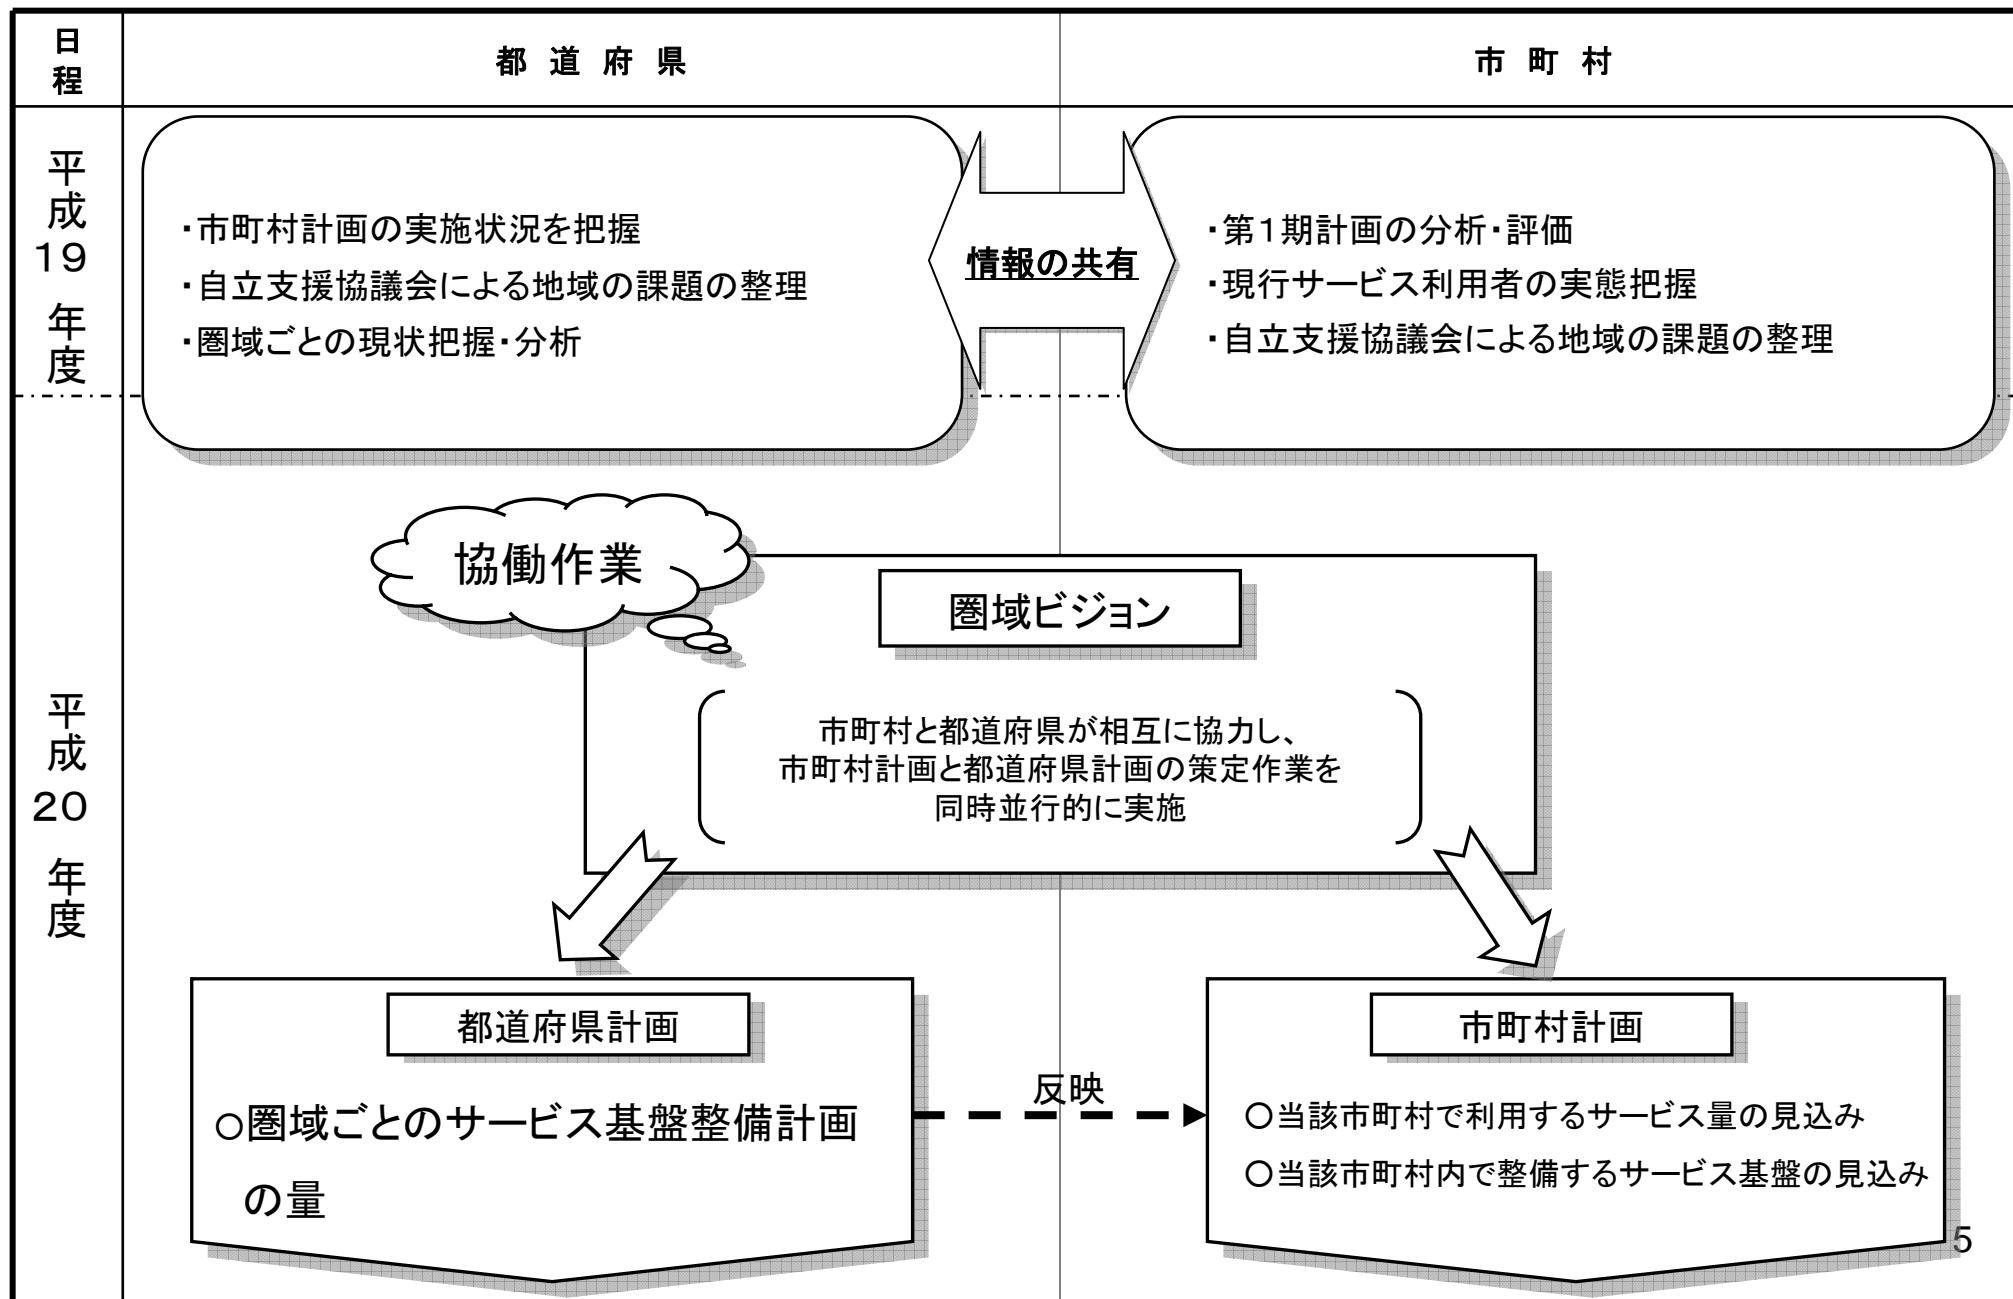 日程
都道府県
市町村
平成19年度
・市町村計画の実施状況を把握
・自立支援協議会による地域の課題の整理
・圏域ごとの現状把握・分析
情報の共有
・第1期計画の分析・評価
・現行サービス利用者の実態把握
・自立支援協議会による地域の課題の整理
平成20年度
協働作業
圏域ビジョン
市町村と都道府県が相互に協力し、
市町村計画と都道府県計画の策定作業を
同時並行的に実施
都道府県計画
○圏域ごとのサービス基盤整備計画
の量
反映
市町村計画
○当該市町村で利用するサービス量の見込み
○当該市町村内で整備するサービス基盤の見込み
5